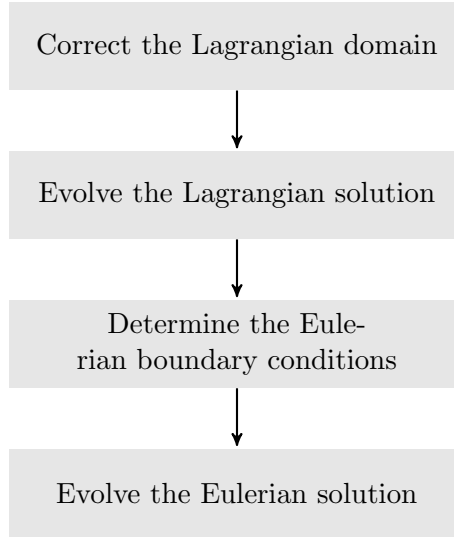 Correct the Lagrangian domain
Evolve the Lagrangian solution
Determine the Eule-
rian boundary conditions
Evolve the Eulerian solution